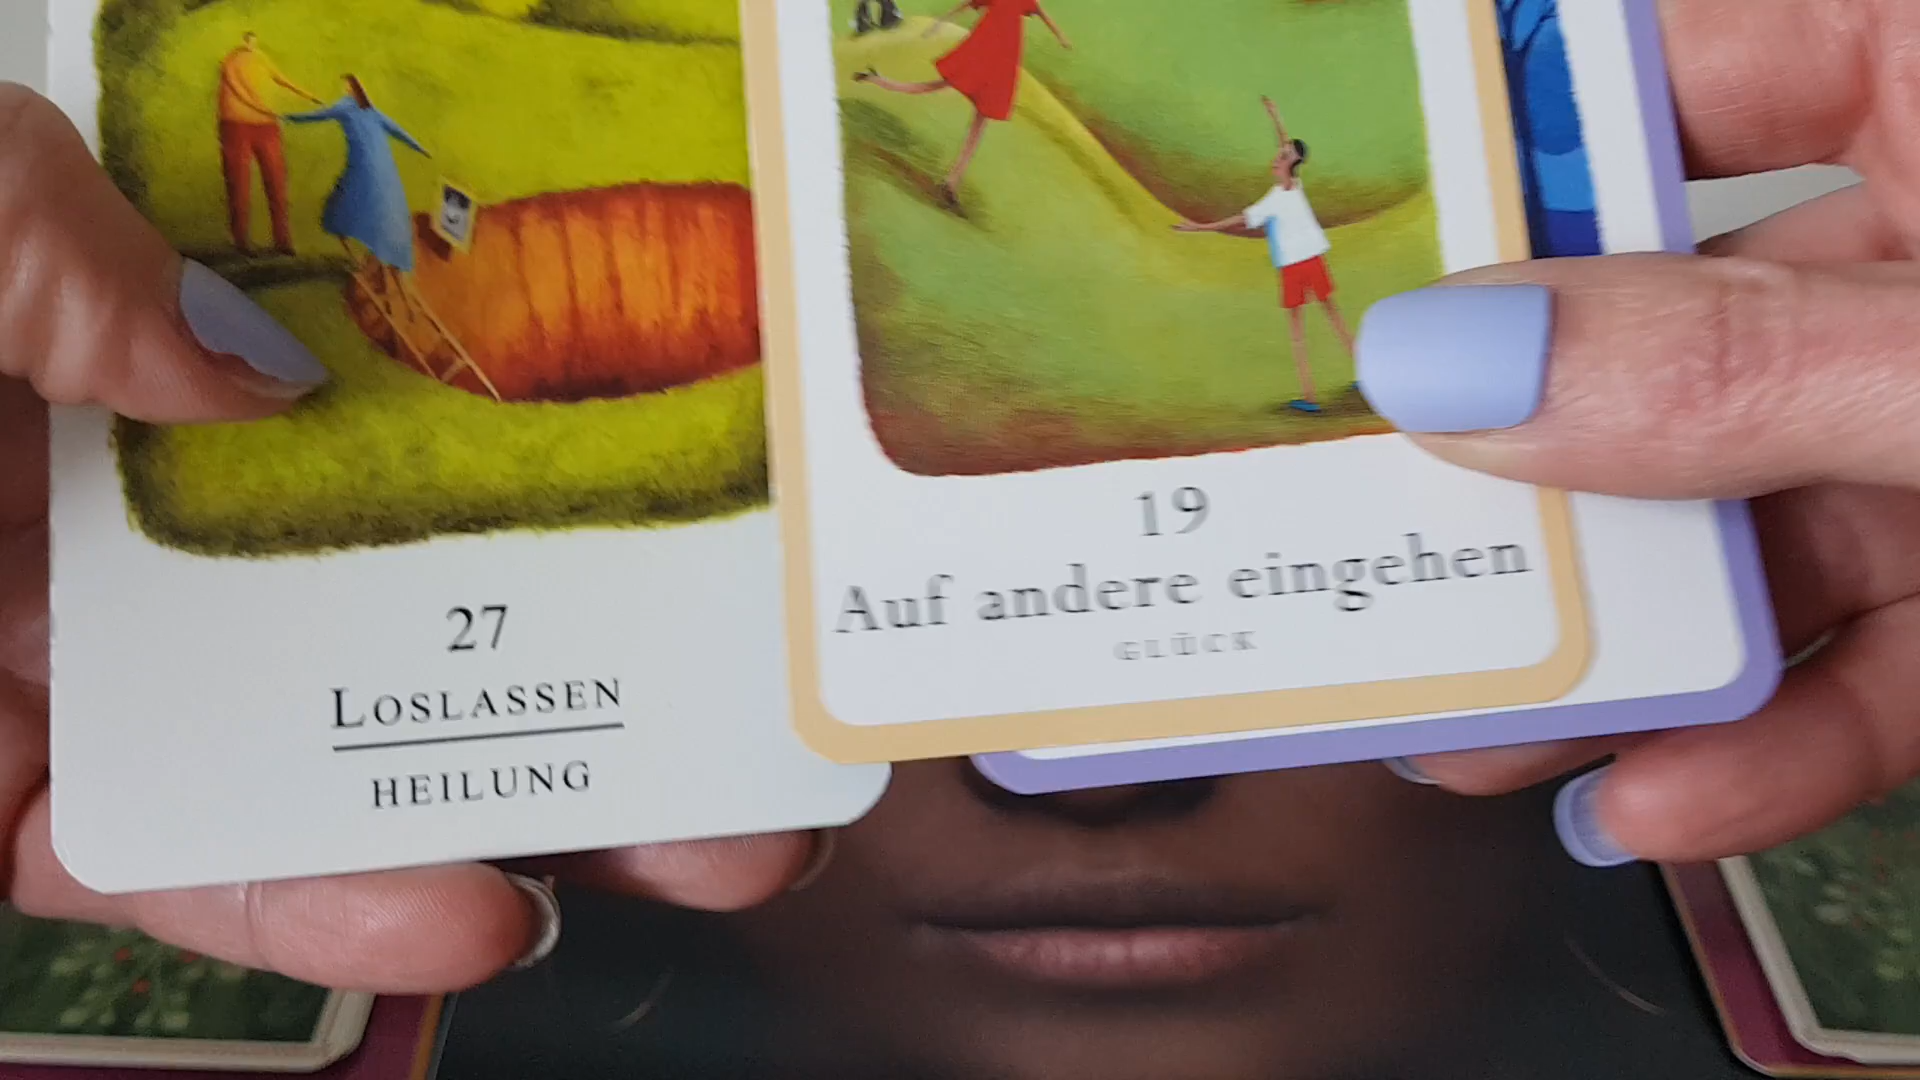 27
LOSLASSEN
HEILUNG
19
Auf andere eingehen
GLÜCK